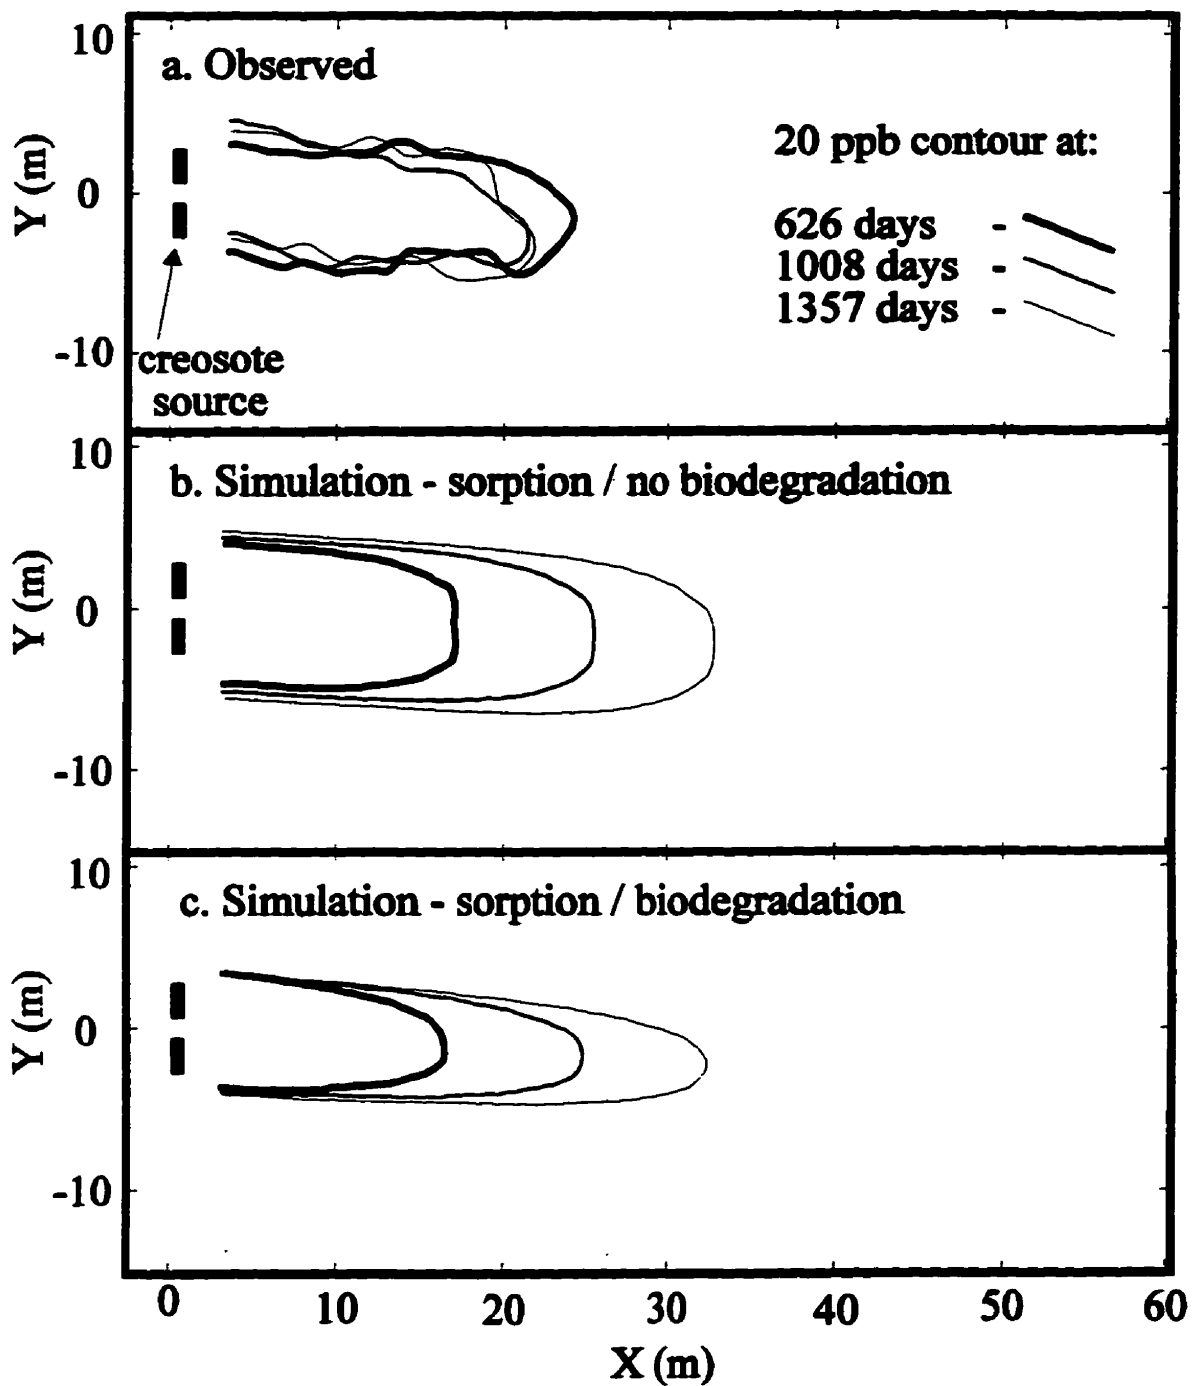 10
a. Observed
20 ppb contour at:
Y (m)
0
626 days -
1008 days -
1357 days -
-10
creosote
source
10
b. Simulation - sorption / no biodegradation
Y (m)
0
-10
10
c. Simulation - sorption / biodegradation
Y (m)
0
-10
0 10 20 30 40 50 60
X (m)